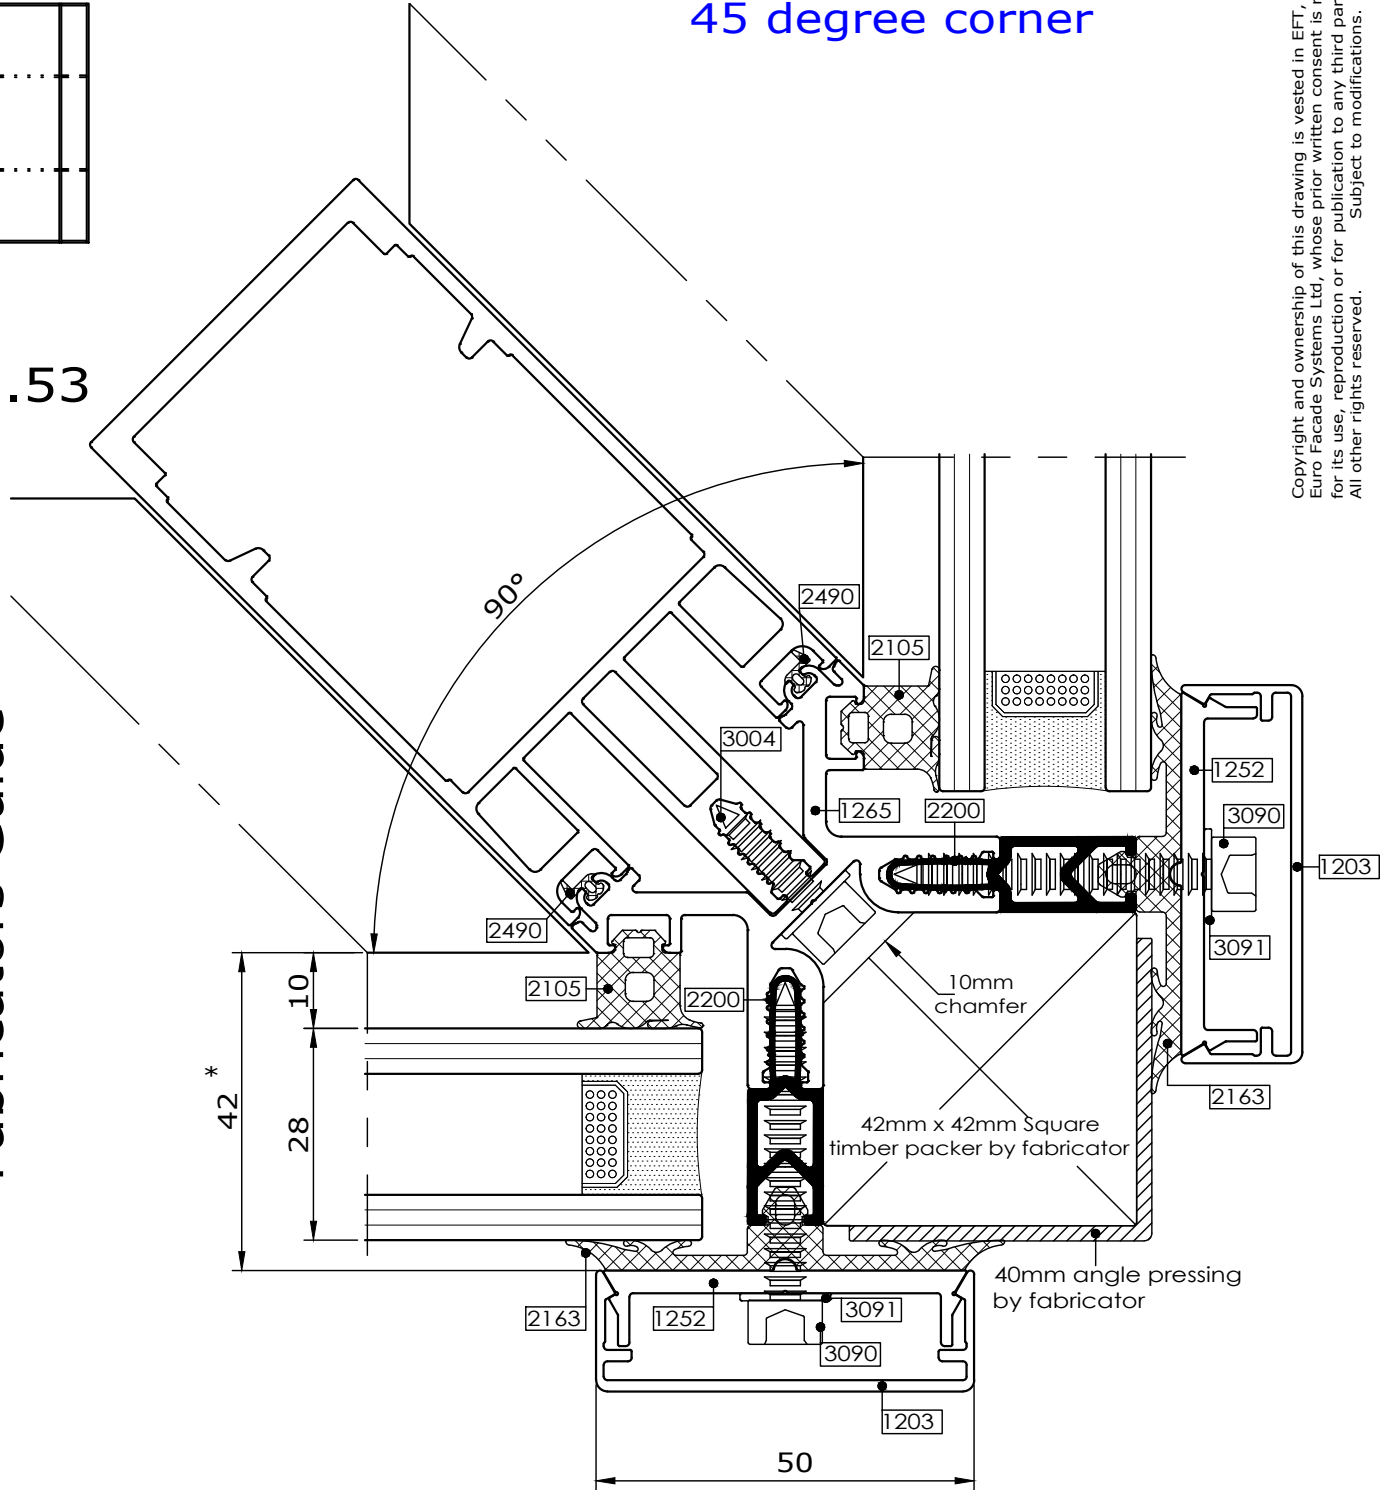 45 degree corner
Copyright and ownership of this drawing is vested in EFT,
Euro Facade Systems Ltd, whose prior written consent is
for its use, reproduction or for publication to any third
All other rights reserved. Subject to modifications.
.53
90°
2490
2105
3004
1265
2200
1252
3090
1203
3091
2490
2105
2200
10mm
chamfer
10
42 *
28
42mm x 42mm Square
timber packer by fabricator
2163
40mm angle pressing
by fabricator
2163
1252
3091
3090
1203
50